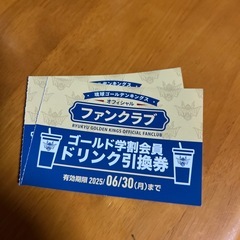 琉球ゴールデンキングス
オフィシャル
ファンクラブ
RYUKYU GOLDEN KINGS OFFICIAL FANCLUB
ゴールド学割会員
ドリンク引換券
有効期限 2025/06/30(月)まで